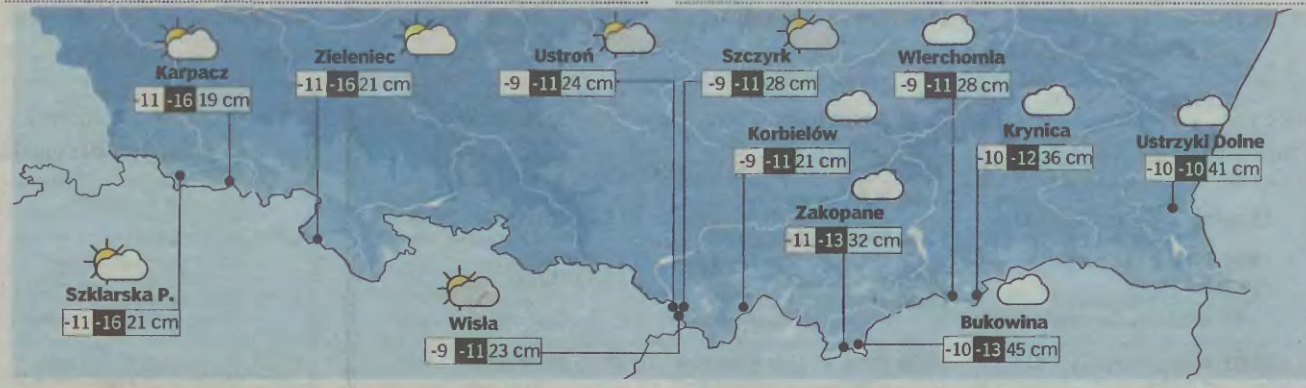 Karpacz
-11 -16 19 cm
Zieleniec
-11 -16 21 cm
Ustroń
-9 -11 24 cm
Szczyrk
-9 -11 28 cm
Wierchomla
-9 -11 28 cm
Korbielów
-9 -11 21 cm
Krynica
-10 -12 36 cm
Ustrzyki Dolne
-10 -10 41 cm
Zakopane
-11 -13 32 cm
Szklarska P.
-11 -16 21 cm
Wisła
-9 -11 23 cm
Bukowina
-10 -13 45 cm